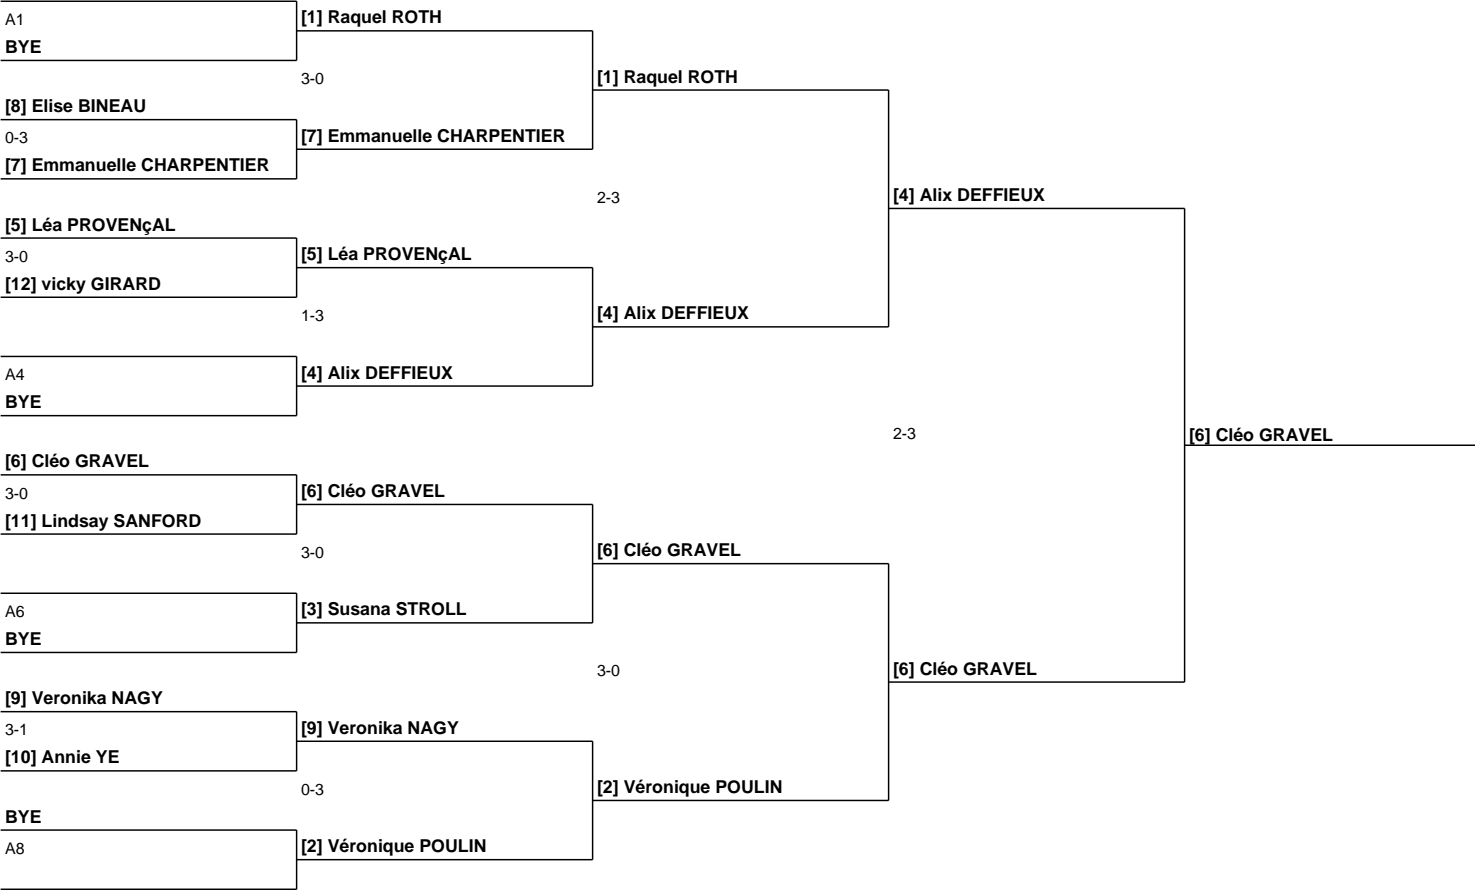 A1
BYE
[8] Elise BINEAU
0-3
[7] Emmanuelle CHARPENTIER
[5] Léa PROVENçAL
3-0
[12] vicky GIRARD
A4
BYE
[6] Cléo GRAVEL
3-0
[11] Lindsay SANFORD
A6
BYE
[9] Veronika NAGY
3-1
[10] Annie YE
BYE
A8
[1] Raquel ROTH
3-0
[7] Emmanuelle CHARPENTIER
[5] Léa PROVENçAL
1-3
[4] Alix DEFFIEUX
[6] Cléo GRAVEL
3-0
[3] Susana STROLL
[9] Veronika NAGY
0-3
[2] Véronique POULIN
[1] Raquel ROTH
2-3
[4] Alix DEFFIEUX
[6] Cléo GRAVEL
3-0
[2] Véronique POULIN
[4] Alix DEFFIEUX
2-3
[6] Cléo GRAVEL
[6] Cléo GRAVEL